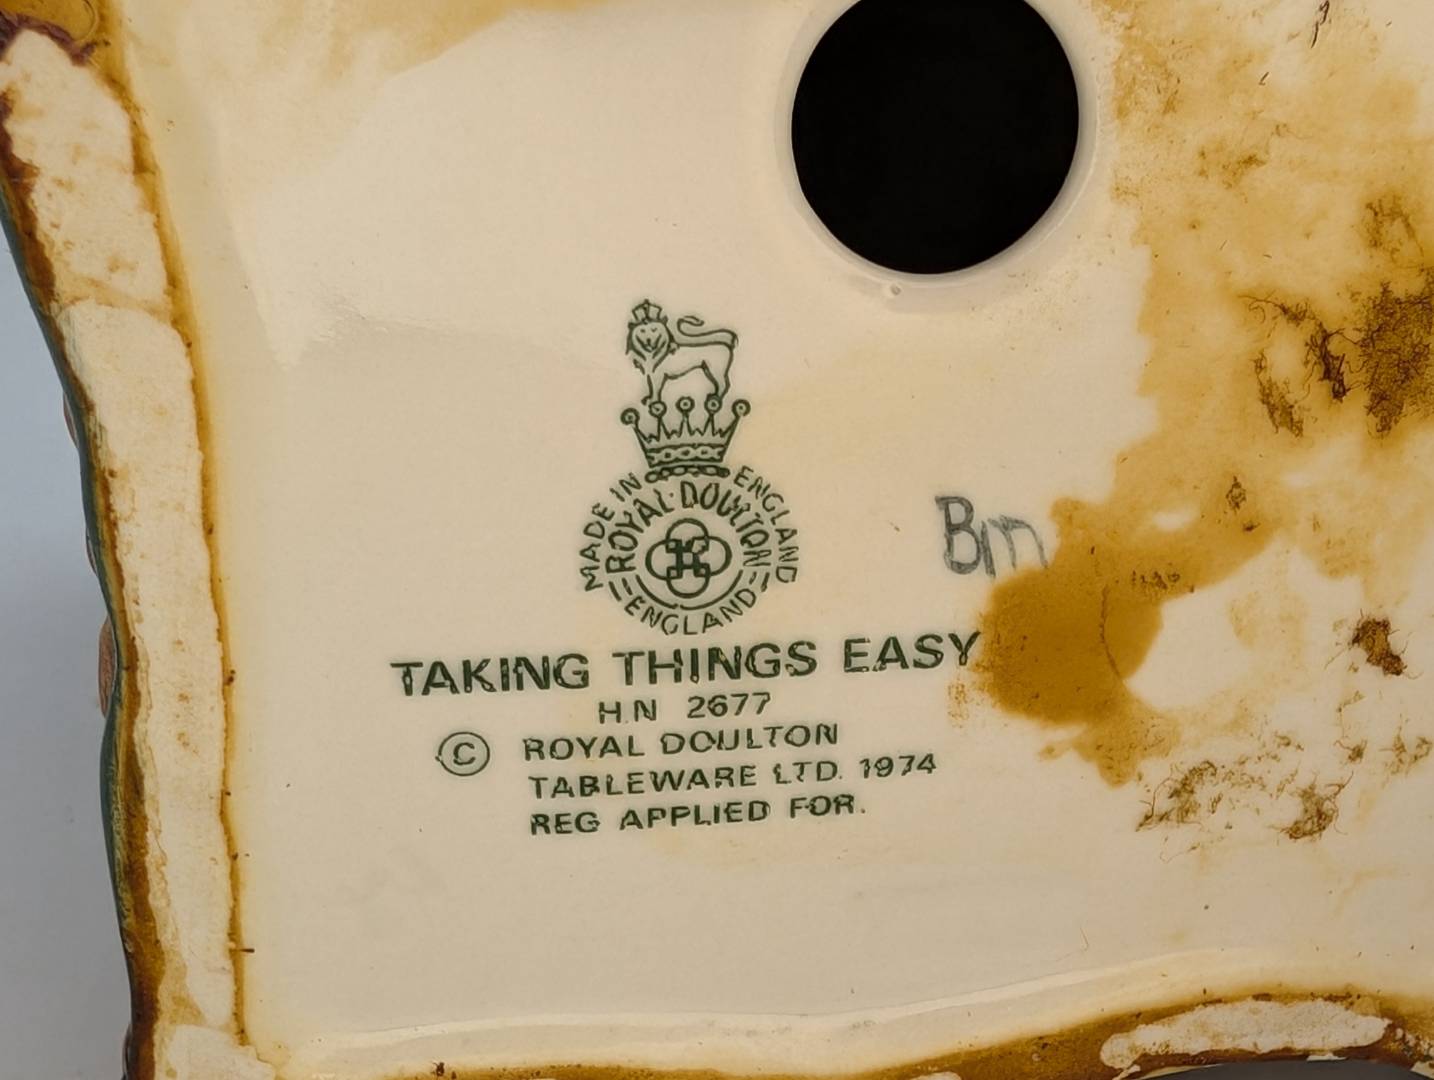 MADE IN ENGLAND
ROYAL DOULTON
ENGLAND
Bm
TAKING THINGS EASY
H.N 2677
© ROYAL DOULTON
TABLEWARE LTD. 1974
REG APPLIED FOR.